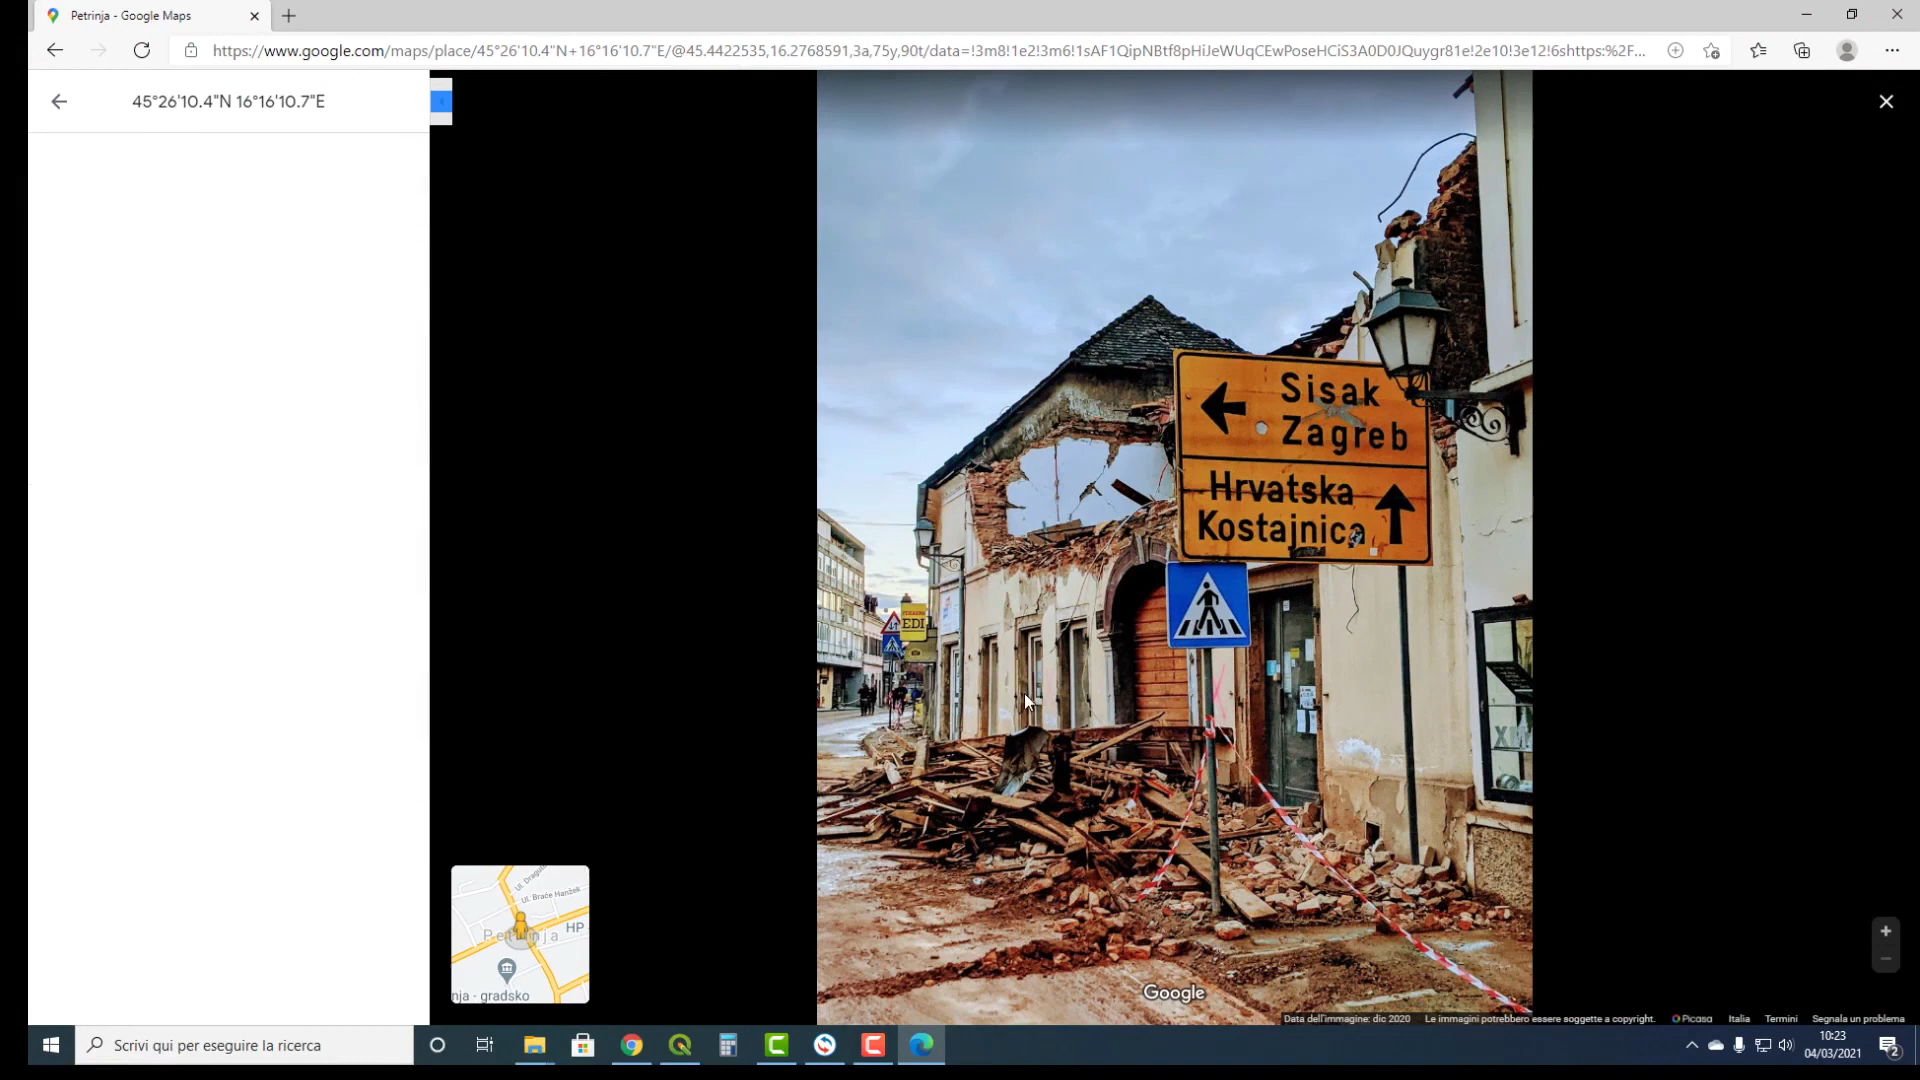 Petrinja - Google Maps
https://www.google.com/maps/place/45°26'10.4"N+16°16'10.7"E/@45.4422535,16.2768591,3a,75y,90t/data=!3m8!1e2!3m6!1sAF1QipNBtf8pHiJeWUqCEwPoseHCiS3A0D0JQuygr81e!2e10!3e12!6shttps:%2F...
45°26'10.4"N 16°16'10.7"E
Sisak
Zagreb
Hrvatska
Kostajnica
EDI
Ul. Braće Hanžek
HP
Petrinja
nja - gradsko
Google
Data dell'immagine: dic 2020 Le immagini potrebbero essere soggette a copyright. Picasa Italia Termini Segnala un problema
Scrivi qui per eseguire la ricerca
10:23
04/03/2021
2